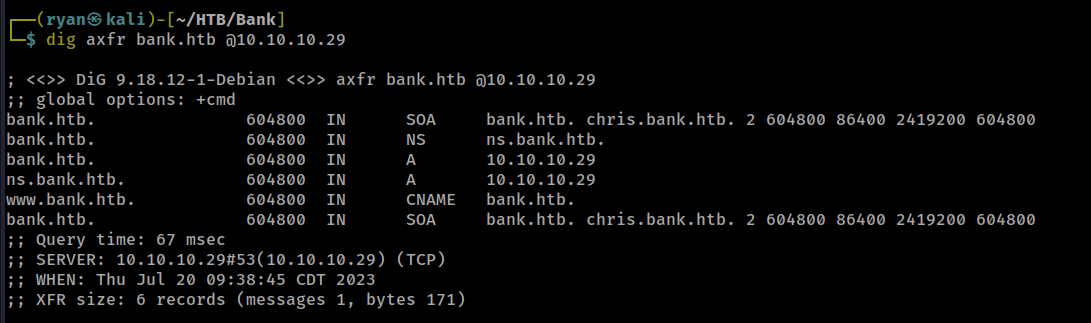 ┌──(ryan㉿kali)-[~/HTB/Bank]
└─$ dig axfr bank.htb @10.10.10.29

; <<>> DiG 9.18.12-1-Debian <<>> axfr bank.htb @10.10.10.29
;; global options: +cmd
bank.htb.               604800  IN      SOA     bank.htb. chris.bank.htb. 2 604800 86400 2419200 604800
bank.htb.               604800  IN      NS      ns.bank.htb.
bank.htb.               604800  IN      A       10.10.10.29
ns.bank.htb.            604800  IN      A       10.10.10.29
www.bank.htb.           604800  IN      CNAME   bank.htb.
bank.htb.               604800  IN      SOA     bank.htb. chris.bank.htb. 2 604800 86400 2419200 604800
;; Query time: 67 msec
;; SERVER: 10.10.10.29#53(10.10.10.29) (TCP)
;; WHEN: Thu Jul 20 09:38:45 CDT 2023
;; XFR size: 6 records (messages 1, bytes 171)